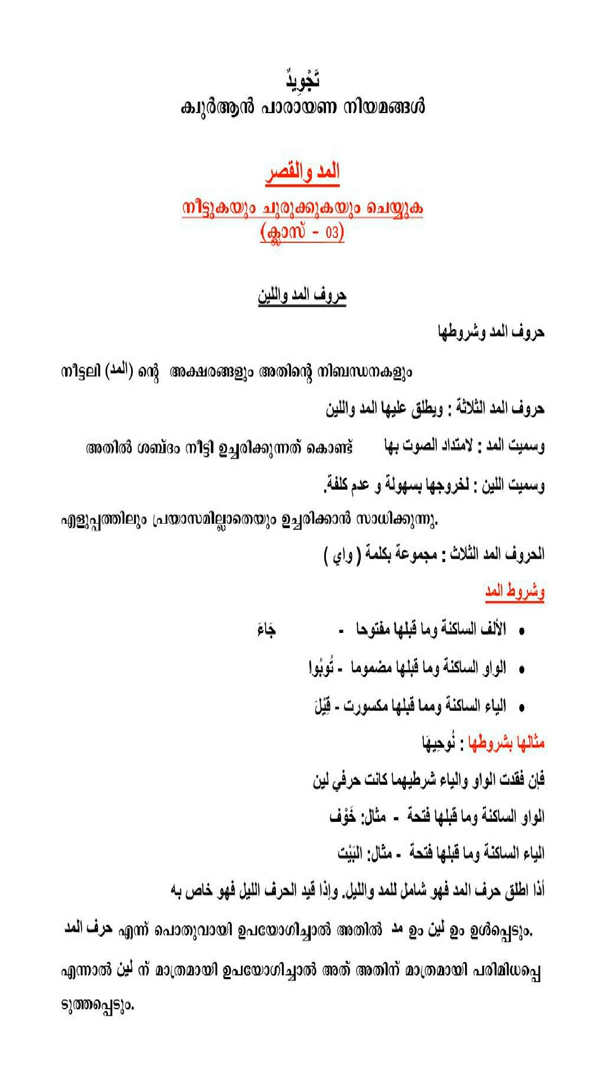 تَجْوِيدٌ
ക്വുർആൻ പാരായണ നിയമങ്ങൾ
المد والقصر
നീട്ടുകയും ചുരുക്കുകയും ചെയ്യുക
(ക്ലാസ് - 03)
حروف المد واللين
حروف المد وشروطها
നീട്ടലി (المد) ന്റെ അക്ഷരങ്ങളും അതിന്റെ നിബന്ധനകളും
حروف المد الثلاثة : ويطلق عليها المد واللين
وسميت المد : لامتداد الصوت بها അതിൽ ശബ്ദം നീട്ടി ഉച്ചരിക്കുന്നത് കൊണ്ട്
وسميت اللين : لخروجها بسهولة و عدم كلفة.
എളുപ്പത്തിലും പ്രയാസമില്ലാതെയും ഉച്ചരിക്കാൻ സാധിക്കുന്നു.
الحروف المد الثلاث : مجموعة بكلمة ( واي )
وشروط المد
• الألف الساكنة وما قبلها مفتوحا - جَاءَ
• الواو الساكنة وما قبلها مضموما - تُوبُوا
• الياء الساكنة ومما قبلها مكسورت - قِيْلَ
مثالها بشروطها : نُوحِيهَا
فإن فقدت الواو والياء شرطيهما كانت حرفي لين
الواو الساكنة وما قبلها فتحة - مثال: خَوْف
الياء الساكنة وما قبلها فتحة - مثال: البَيْت
أذا اطلق حرف المد فهو شامل للمد والليل. وإذا قيد الحرف الليل فهو خاص به
حرف المد എന്ന് പൊതുവായി ഉപയോഗിച്ചാൽ അതിൽ مد ഉം لين ഉം ഉൾപ്പെടും.
എന്നാൽ لين ന് മാത്രമായി ഉപയോഗിച്ചാൽ അത് അതിന് മാത്രമായി പരിമിധപ്പെ
ടുത്തപ്പെടും.